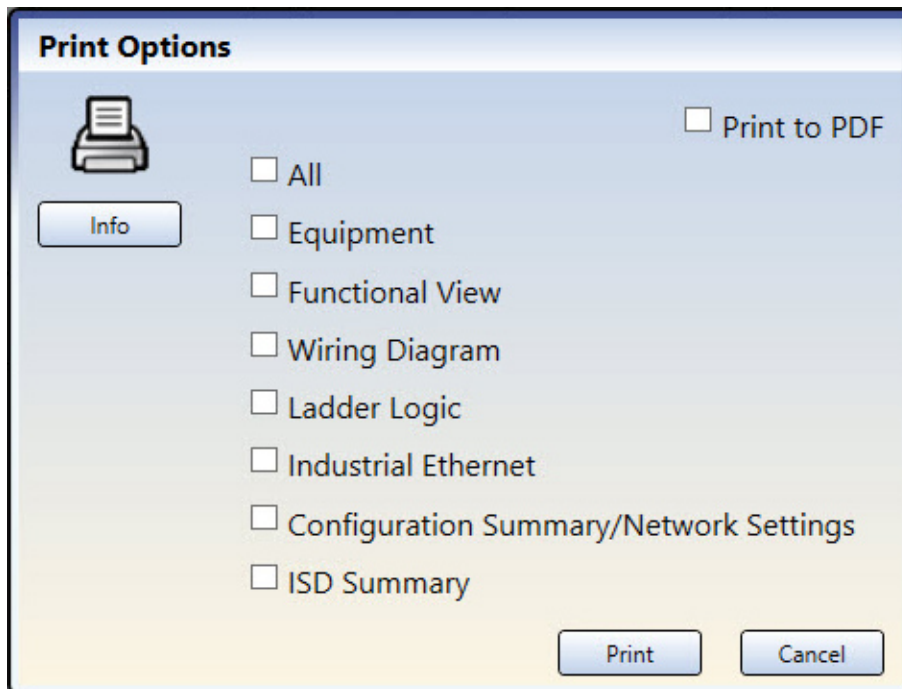 Print Options
Print to PDF
All
Info
Equipment
Functional View
Wiring Diagram
Ladder Logic
Industrial Ethernet
Configuration Summary/Network Settings
ISD Summary
Print
Cancel